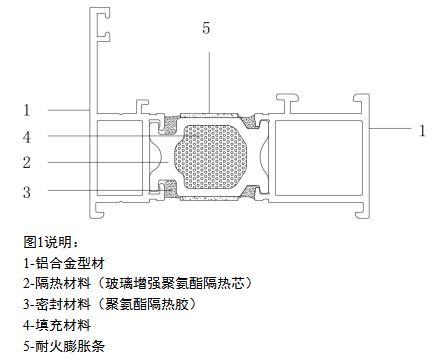 5
1
4
1
2
3
图1说明：
1-铝合金型材
2-隔热材料（玻璃增强聚氨酯隔热芯）
3-密封材料（聚氨酯隔热胶）
4-填充材料
5-耐火膨胀条